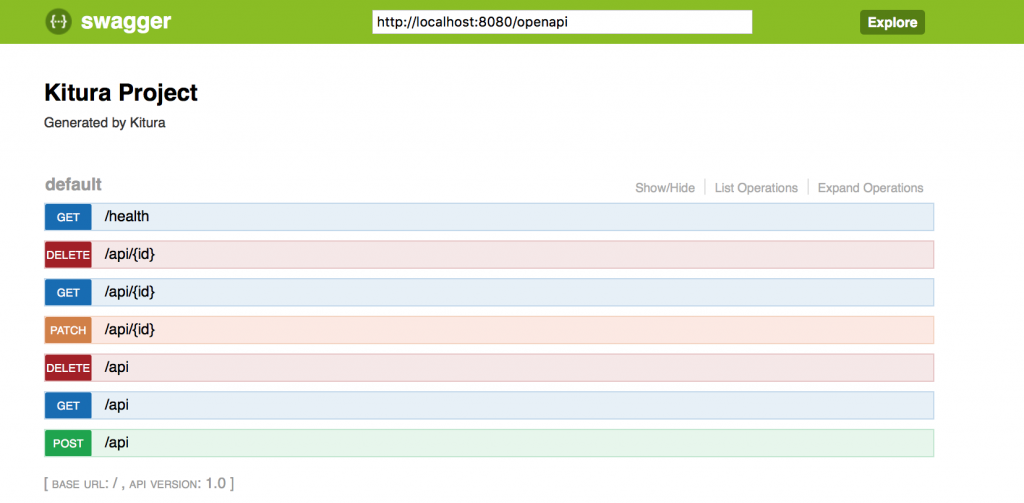 {··} swagger http://localhost:8080/openapi Explore
Kitura Project
Generated by Kitura
default Show/Hide List Operations Expand Operations
GET /health
DELETE /api/{id}
GET /api/{id}
PATCH /api/{id}
DELETE /api
GET /api
POST /api
[ BASE URL: / , API VERSION: 1.0 ]